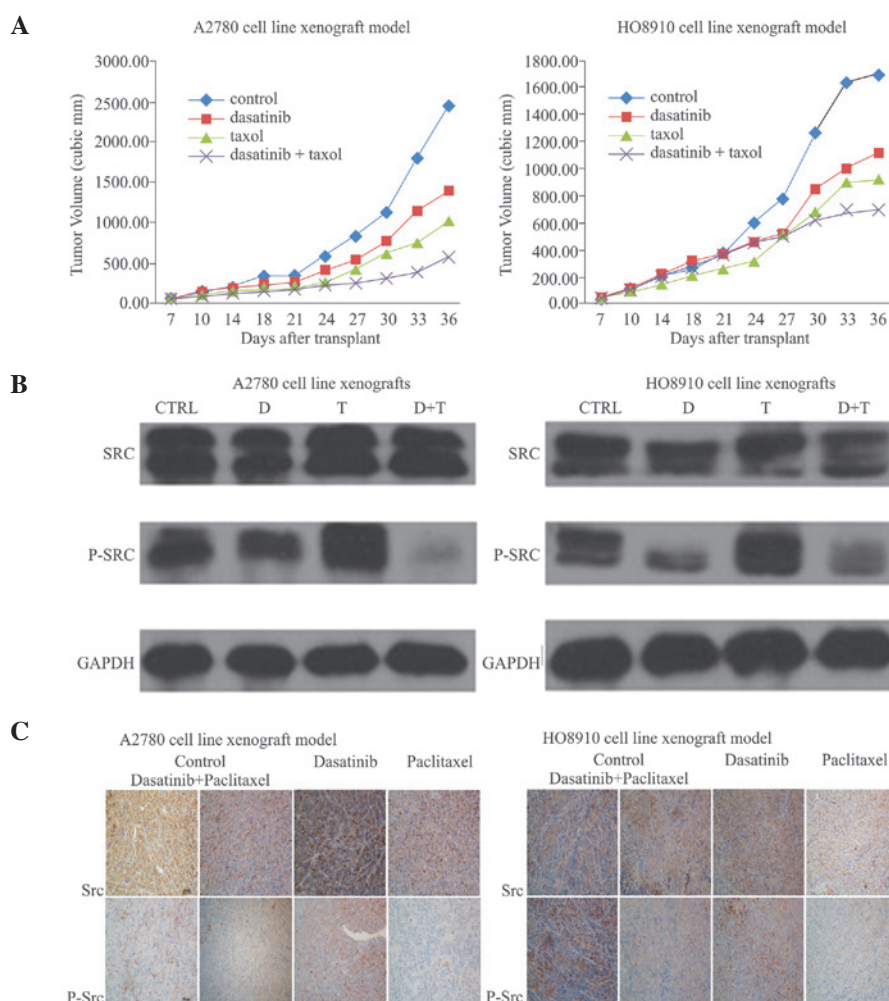 A
A2780 cell line xenograft model
Tumor Volume (cubic mm)
3000.00
2500.00
2000.00
1500.00
1000.00
500.00
0.00
control
dasatinib
taxol
dasatinib + taxol
7 10 14 18 21 24 27 30 33 36
Days after transplant
HO8910 cell line xenograft model
Tumor Volume (cubic mm)
1800.00
1600.00
1400.00
1200.00
1000.00
800.00
600.00
400.00
200.00
00.00
control
dasatinib
taxol
dasatinib + taxol
7 10 14 18 21 24 27 30 33 36
Days after transplant
B
A2780 cell line xenografts
CTRL D T D+T
SRC
P-SRC
GAPDH
HO8910 cell line xenografts
CTRL D T D+T
SRC
P-SRC
GAPDH
C
A2780 cell line xenograft model
Control Dasatinib Paclitaxel
Dasatinib+Paclitaxel
Src
P-Src
HO8910 cell line xenograft model
Control Dasatinib Paclitaxel
Dasatinib+Paclitaxel
Src
P-Src